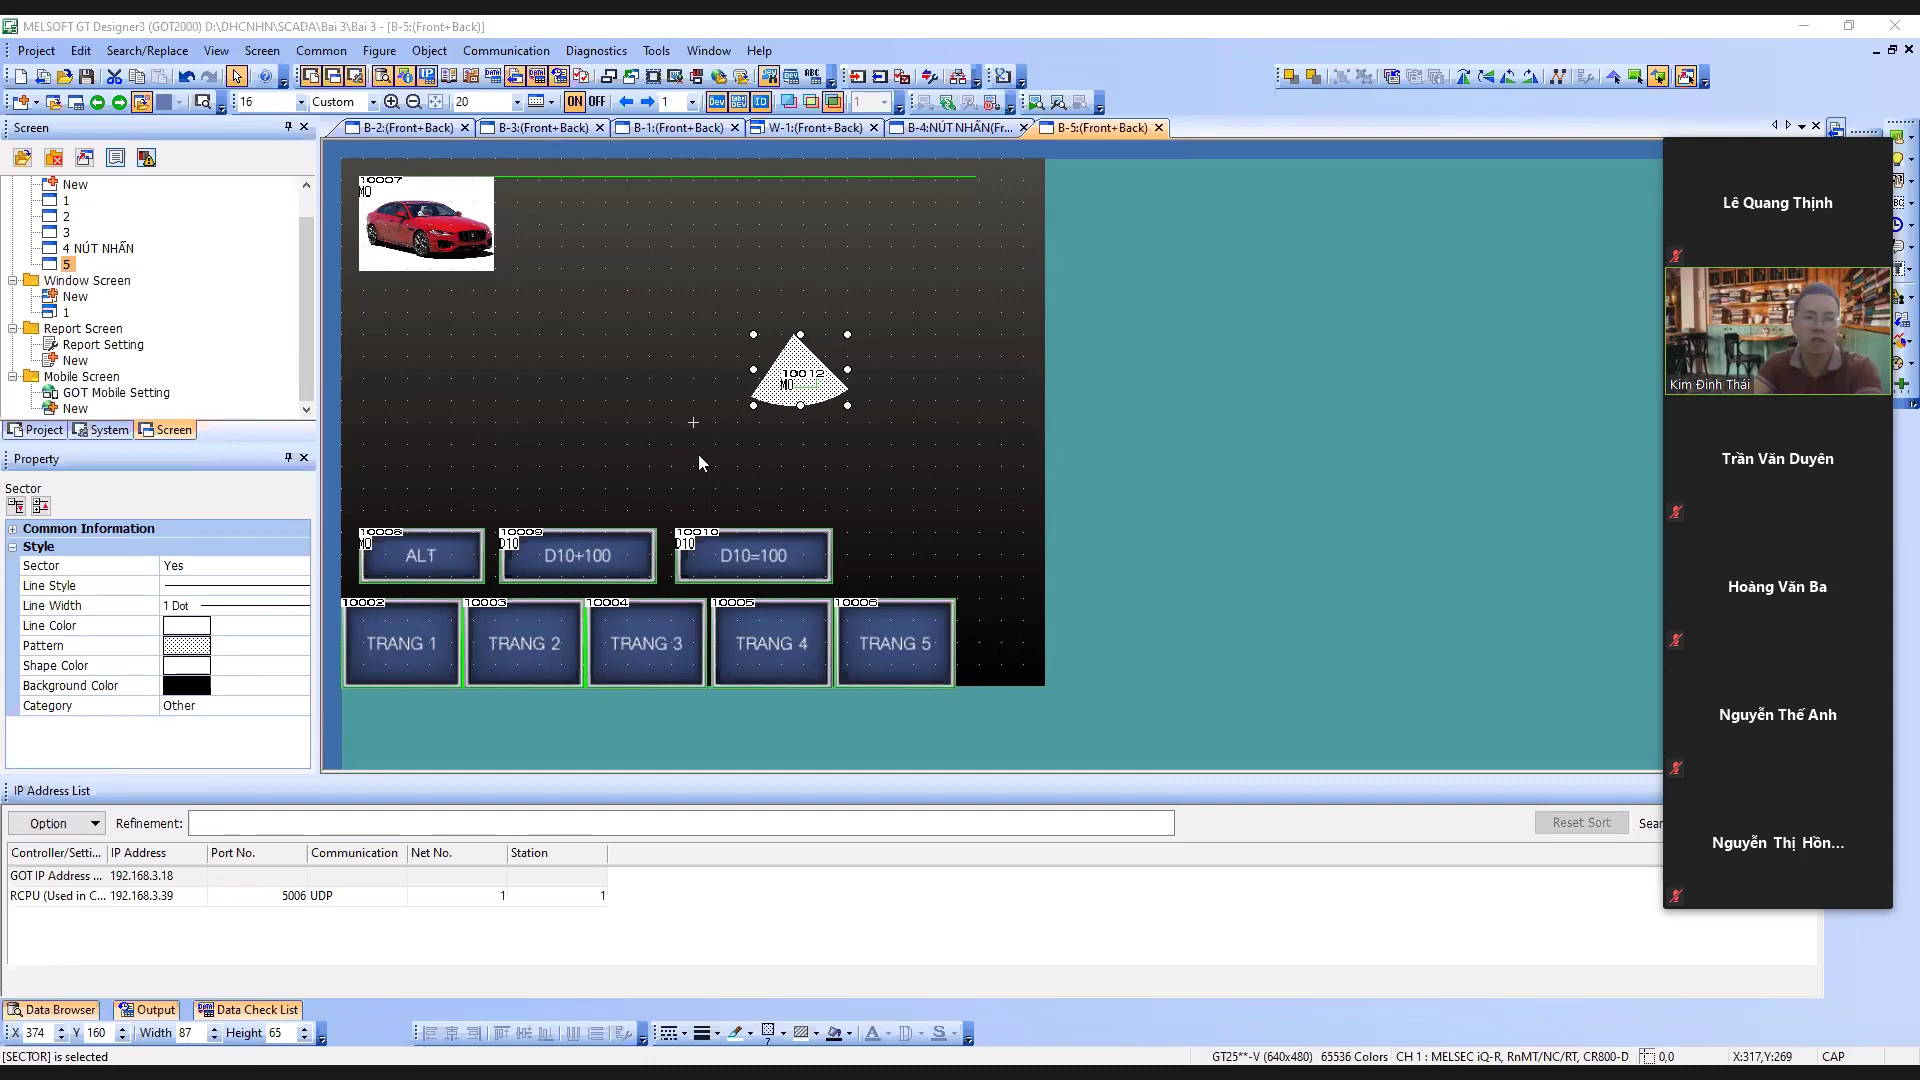 MELSOFT GT Designer3 (GOT2000) D:\DHCNHN\SCADA\Bai 3\Bai 3 - [B-5:(Front+Back)]
Project Edit Search/Replace View Screen Common Figure Object Communication Diagnostics Tools Window Help
16 Custom 20 ON OFF 1 Dev ID 1
Screen
B-2:(Front+Back) B-3:(Front+Back) B-1:(Front+Back) W-1:(Front+Back) B-4:NÚT NHẤN(Fr... B-5:(Front+Back)
New
1
2
3
4 NÚT NHẤN
5
Window Screen
New
1
Report Screen
Report Setting
New
Mobile Screen
GOT Mobile Setting
New
Project System Screen
Property
Sector
Common Information
Style
Sector Yes
Line Style
Line Width 1 Dot
Line Color
Pattern
Shape Color
Background Color
Category Other
10007
M0
10012
M0
10008 10009 10010
M0 D10 D10
ALT D10+100 D10=100
10002 10003 10004 10005 10006
TRANG 1 TRANG 2 TRANG 3 TRANG 4 TRANG 5
Lê Quang Thịnh
Kim Đình Thái
Trần Văn Duyên
Hoàng Văn Ba
Nguyễn Thế Anh
Nguyễn Thị Hồn...
IP Address List
Option Refinement: Reset Sort Sear
Controller/Setti... IP Address Port No. Communication Net No. Station
GOT IP Address ... 192.168.3.18
RCPU (Used in C... 192.168.3.39 5006 UDP 1 1
Data Browser Output Data Check List
X 374 Y 160 Width 87 Height 65
[SECTOR] is selected GT25**-V (640x480) 65536 Colors CH 1 : MELSEC iQ-R, RnMT/NC/RT, CR800-D 0,0 X:317,Y:269 CAP